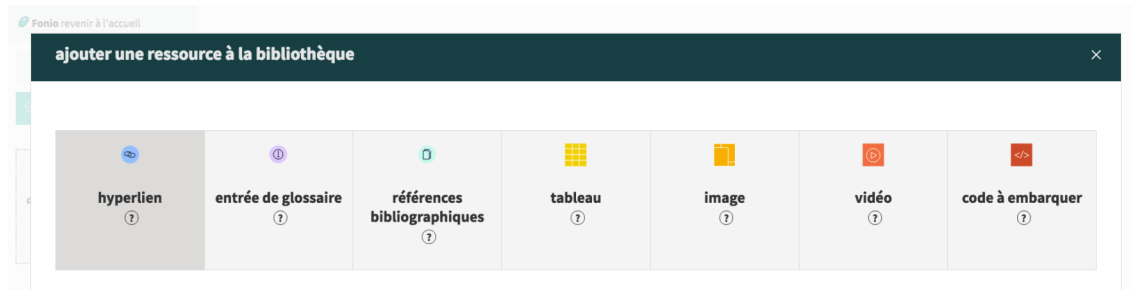 Fonio revenir à l'accueil
ajouter une ressource à la bibliothèque
hyperlien
?
entrée de glossaire
?
références
bibliographiques
?
tableau
?
image
?
vidéo
?
code à embarquer
?